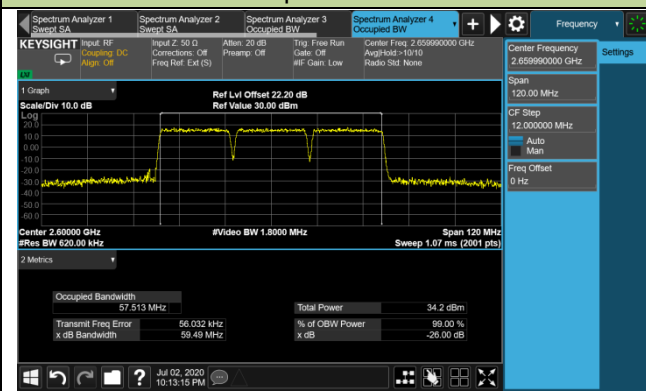 Spectrum Analyzer 1
Swept SA
Spectrum Analyzer 2
Swept SA
Spectrum Analyzer 3
Occupied BW
Spectrum Analyzer 4
Occupied BW
Frequency
KEYSIGHT
Input: RF
Coupling: DC
Align: Off
Input Z: 50 Ω
Corrections: Off
Freq Ref: Ext (S)
Atten: 20 dB
Preamp: Off
Trig: Free Run
Gate: Off
#IF Gain: Low
Center Freq: 2.659990000 GHz
Avg|Hold:>10/10
Radio Std: None
LXI
Center Frequency
2.659990000 GHz
Settings
Span
120.00 MHz
CF Step
12.000000 MHz
Auto
Man
Freq Offset
0 Hz
1 Graph
Scale/Div 10.0 dB
Ref Lvl Offset 22.20 dB
Ref Value 30.00 dBm
Log
20.0
10.0
0.00
-10.0
-20.0
-30.0
-40.0
-50.0
-60.0
Center 2.60000 GHz
#Res BW 620.00 kHz
#Video BW 1.8000 MHz
Span 120 MHz
Sweep 1.07 ms (2001 pts)
2 Metrics
Occupied Bandwidth
57.513 MHz
Total Power
34.2 dBm
Transmit Freq Error
56.032 kHz
% of OBW Power
99.00 %
x dB Bandwidth
59.49 MHz
x dB
-26.00 dB
?
Jul 02, 2020
10:13:15 PM